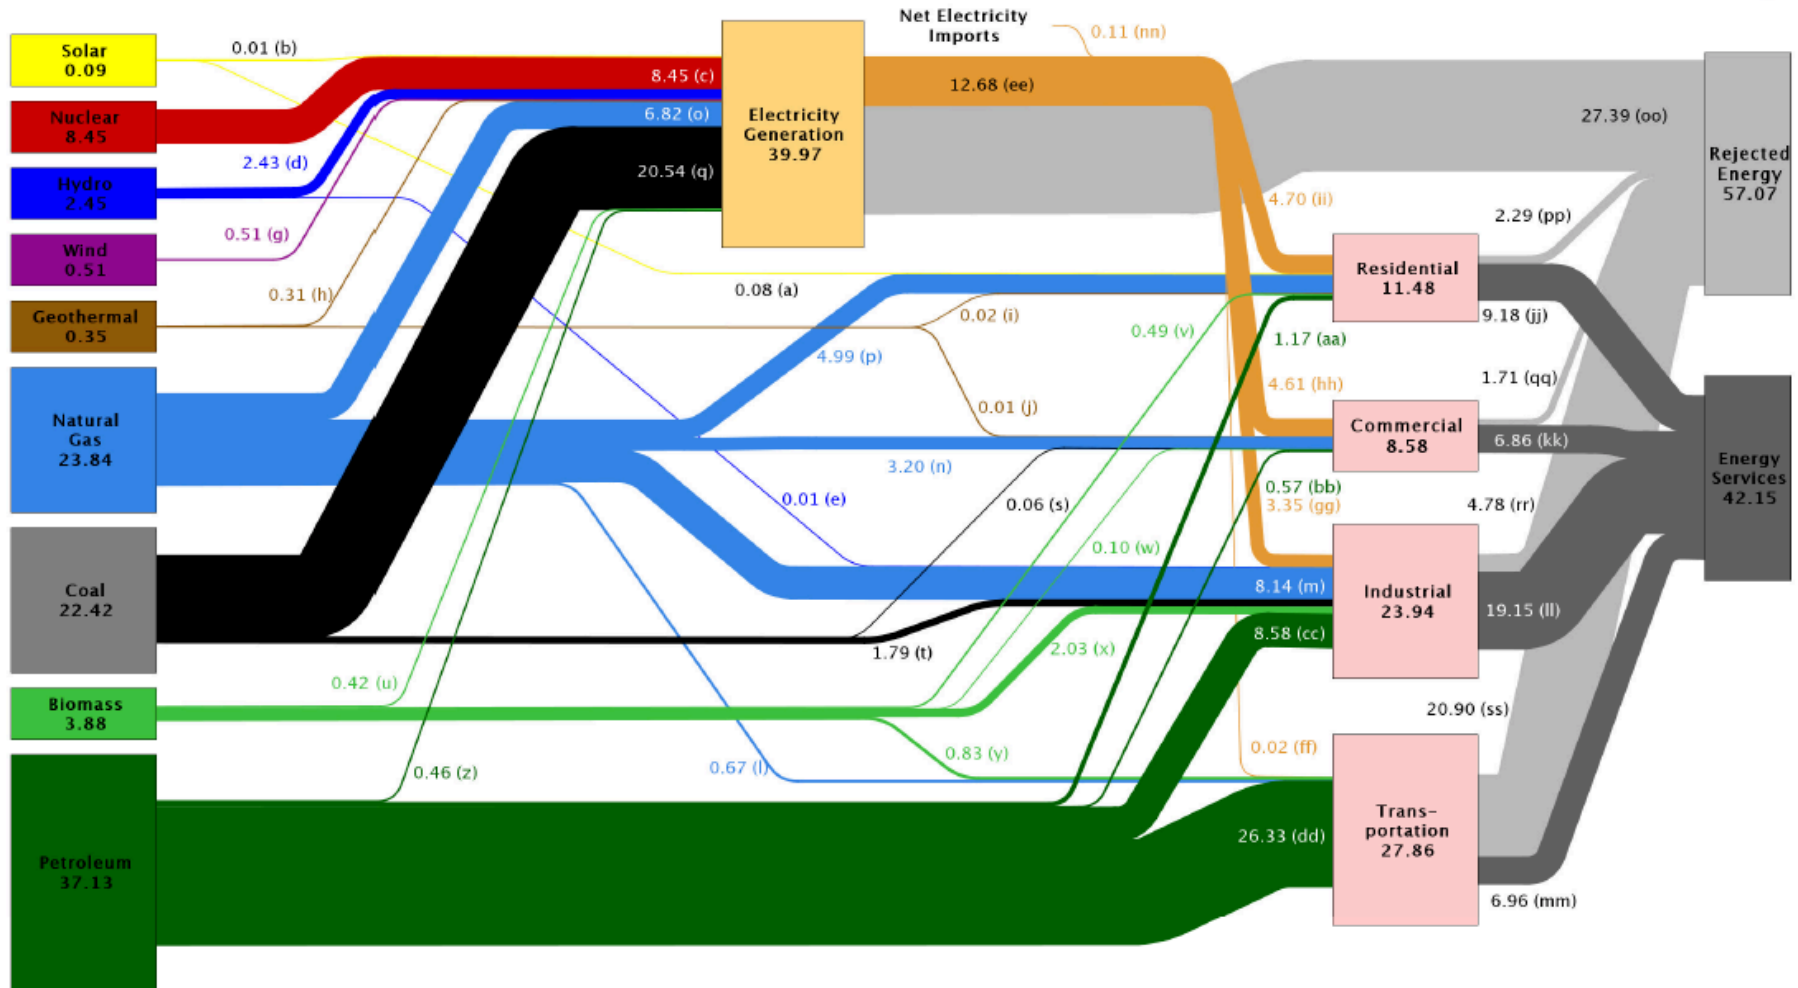 Net Electricity
Imports
0.11 (nn)
Solar
0.09
0.01 (b)
8.45 (c)
12.68 (ee)
Nuclear
8.45
6.82 (o)
Electricity
Generation
39.97
27.39 (oo)
Rejected
Energy
57.07
2.43 (d)
Hydro
2.45
20.54 (q)
4.70 (ii)
2.29 (pp)
Wind
0.51
0.51 (g)
0.31 (h)
0.08 (a)
Residential
11.48
Geothermal
0.35
0.02 (i)
0.49 (v)
1.17 (aa)
9.18 (jj)
4.99 (p)
4.61 (hh)
1.71 (qq)
Natural
Gas
23.84
0.01 (j)
Commercial
8.58
6.86 (kk)
3.20 (n)
Energy
Services
42.15
0.01 (e)
0.06 (s)
0.57 (bb)
3.35 (gg)
4.78 (rr)
0.10 (w)
Coal
22.42
8.14 (m)
Industrial
23.94
19.15 (ll)
8.58 (cc)
1.79 (t)
2.03 (x)
0.42 (u)
Biomass
3.88
20.90 (ss)
0.46 (z)
0.67 (l)
0.83 (y)
0.02 (ff)
Petroleum
37.13
26.33 (dd)
Trans-
portation
27.86
6.96 (mm)